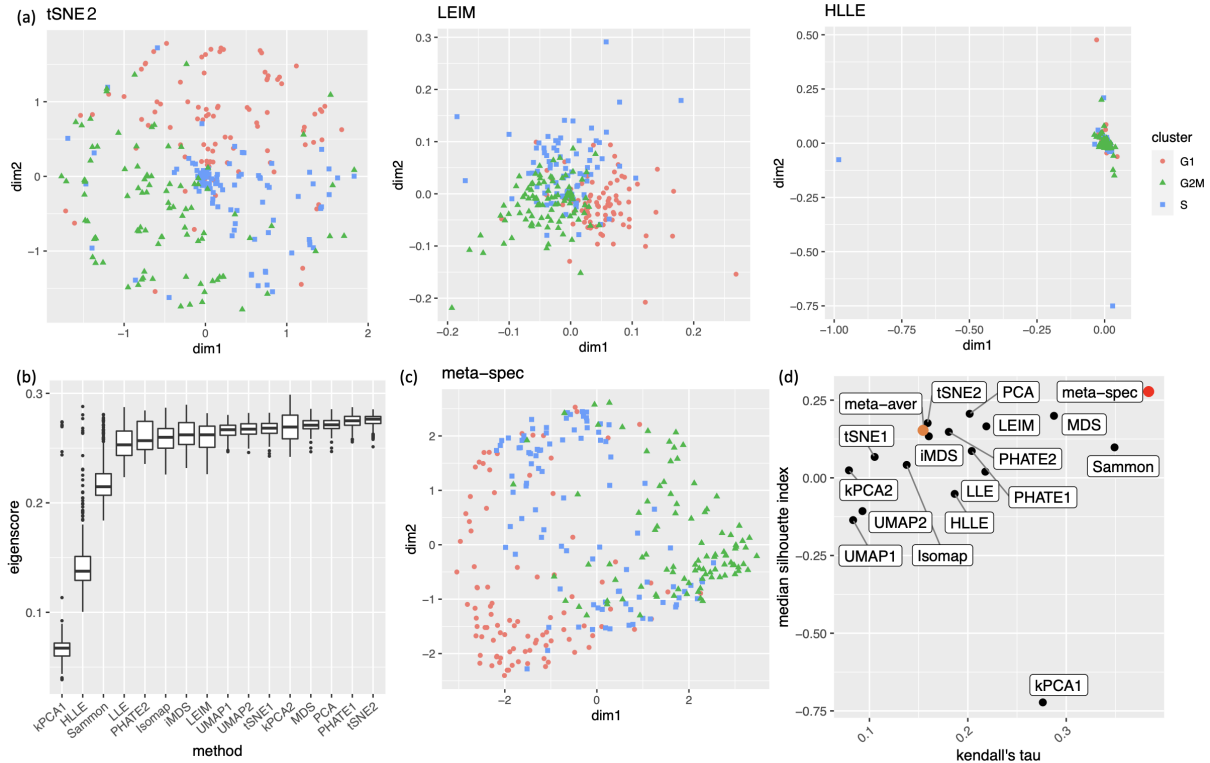 (a) tSNE 2
LEIM
HLLE
dim2
1
0
−1
−1
0
1
2
dim1
dim2
0.3
0.2
0.1
0.0
−0.1
−0.2
−0.2
−0.1
0.0
0.1
0.2
dim1
dim2
0.50
0.25
0.00
−0.25
−0.50
−0.75
−1.00
−0.75
−0.50
−0.25
0.00
dim1
cluster
G1
G2M
S
(b)
eigenscore
0.3
0.2
0.1
kPCA1
HLLE
Sammon
LLE
PHATE2
Isomap
iMDS
LEIM
UMAP1
UMAP2
tSNE1
kPCA2
MDS
PCA
PHATE1
tSNE2
method
(c)
meta-spec
dim2
2
1
0
−1
−2
−2
0
2
dim1
(d)
median silhouette index
0.25
0.00
−0.25
−0.50
−0.75
tSNE2
PCA
meta-spec
meta-aver
LEIM
MDS
tSNE1
iMDS
PHATE2
Sammon
kPCA2
LLE
PHATE1
UMAP2
HLLE
UMAP1
Isomap
kPCA1
0.1
0.2
0.3
kendall's tau